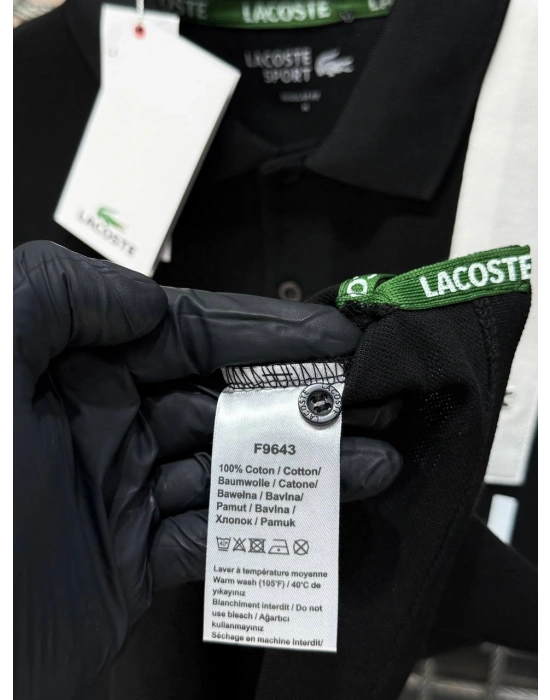 LACOSTE
LACOSTE
SPORT
LACOSTE
LACOSTE
LACOSTE
F9643
100% Coton / Cotton/
Baumwolle / Catone/
Bawełna / Bavlna/
Pamut / Bavlna /
Хлопок / Pamuk
40
Laver à température moyenne
Warm wash (105°F) / 40°C de
yıkayınız
Blanchiment interdit / Do not
use bleach / Ağartıcı
kullanmayınız
Séchage en machine interdit/